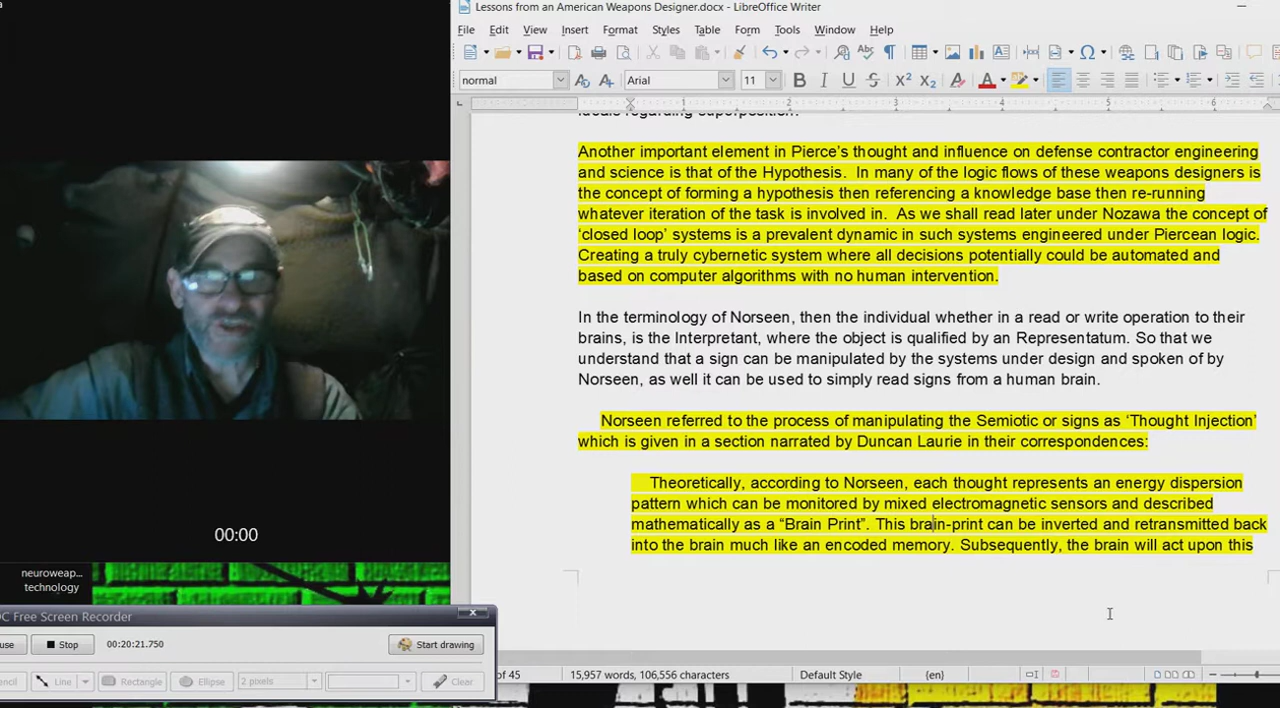 Lessons from an American Weapons Designer.docx - LibreOffice Writer
File Edit View Insert Format Styles Table Form Tools Window Help
normal Arial 11
1 2 3 4 5 6
ideals regarding superposition.
Another important element in Pierce's thought and influence on defense contractor engineering
and science is that of the Hypothesis. In many of the logic flows of these weapons designers is
the concept of forming a hypothesis then referencing a knowledge base then re-running
whatever iteration of the task is involved in. As we shall read later under Nozawa the concept of
'closed loop' systems is a prevalent dynamic in such systems engineered under Piercean logic.
Creating a truly cybernetic system where all decisions potentially could be automated and
based on computer algorithms with no human intervention.
In the terminology of Norseen, then the individual whether in a read or write operation to their
brains, is the Interpretant, where the object is qualified by an Representatum. So that we
understand that a sign can be manipulated by the systems under design and spoken of by
Norseen, as well it can be used to simply read signs from a human brain.
Norseen referred to the process of manipulating the Semiotic or signs as 'Thought Injection'
which is given in a section narrated by Duncan Laurie in their correspondences:
Theoretically, according to Norseen, each thought represents an energy dispersion
pattern which can be monitored by mixed electromagnetic sensors and described
mathematically as a "Brain Print". This brain-print can be inverted and retransmitted back
into the brain much like an encoded memory. Subsequently, the brain will act upon this
of 45 15,957 words, 106,556 characters Default Style (en)
00:00
neuroweap...
technology
C Free Screen Recorder
use Stop 00:20:21.750 Start drawing
encil Line Rectangle Ellipse 2 pixels Clear